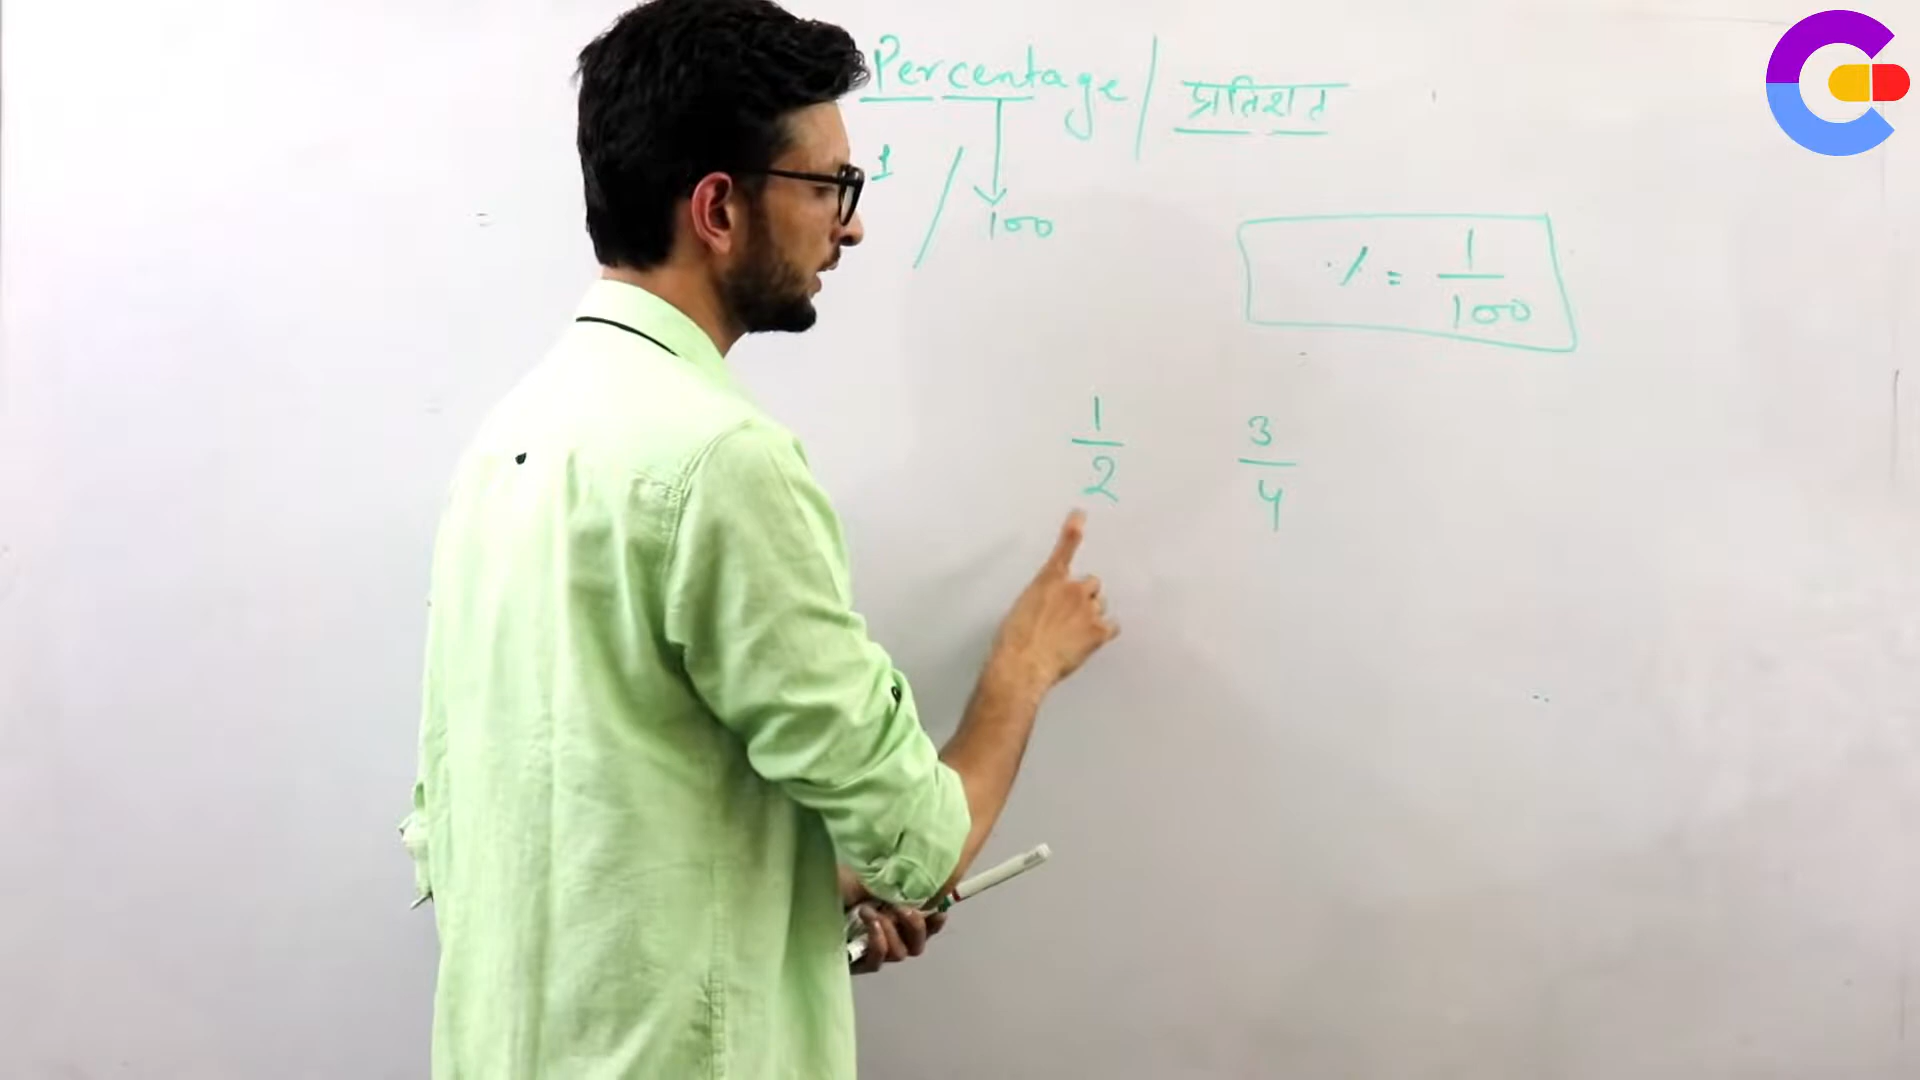 Percentage / प्रतिशत
1 / 100
% = 1/100
1/2 3/4